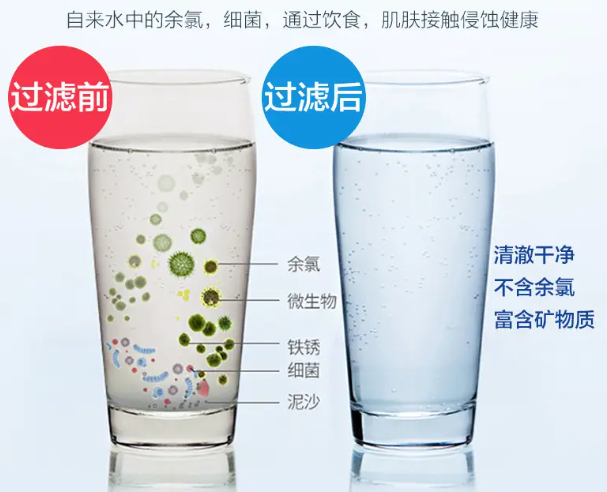 自来水中的余氯，细菌，通过饮食，肌肤接触侵蚀健康
过滤前
过滤后
余氯
微生物
铁锈
细菌
泥沙
清澈干净
不含余氯
富含矿物质